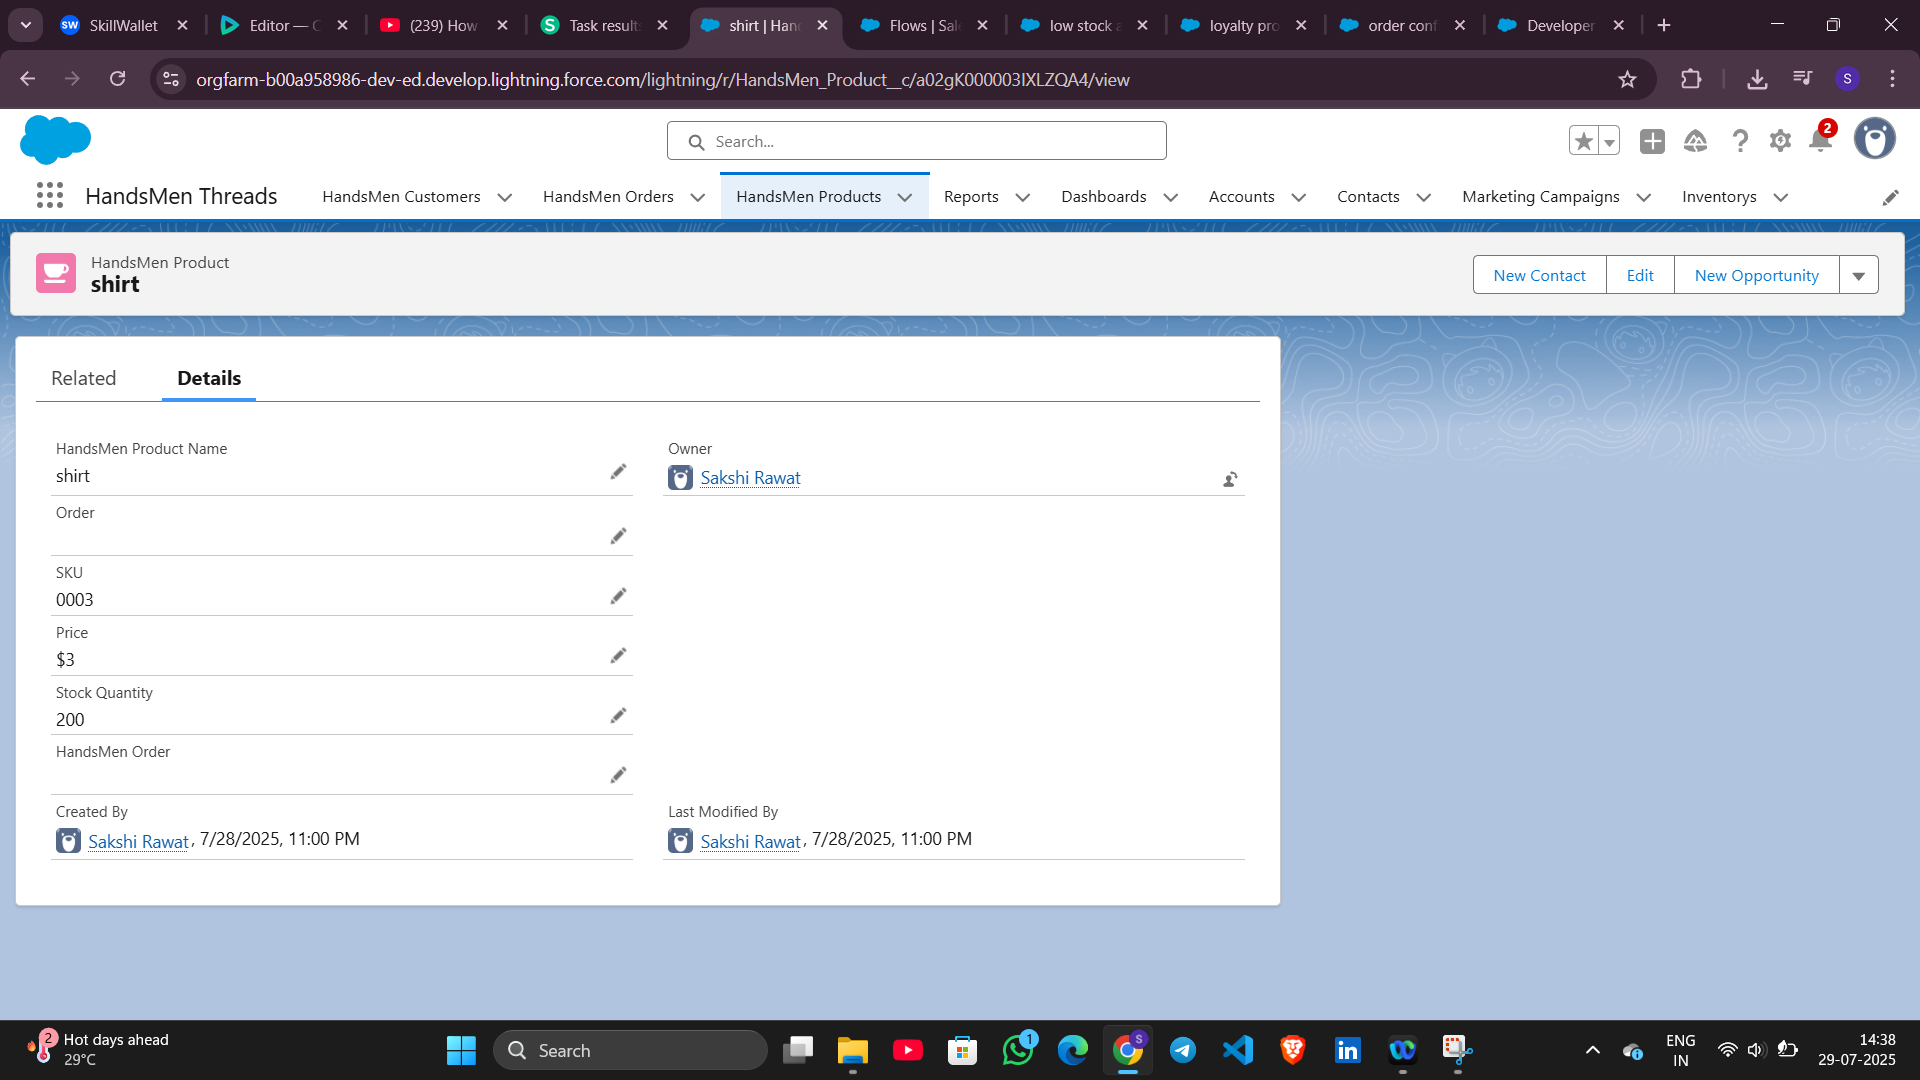 SkillWallet
Editor — C
(239) How
Task result
shirt | Han
Flows | Sal
low stock a
loyalty pro
order conf
Developer
orgfarm-b00a958986-dev-ed.develop.lightning.force.com/lightning/r/HandsMen_Product__c/a02gK000003IXLZQA4/view
S
Search...
2
HandsMen Threads
HandsMen Customers
HandsMen Orders
HandsMen Products
Reports
Dashboards
Accounts
Contacts
Marketing Campaigns
Inventorys
HandsMen Product
shirt
New Contact
Edit
New Opportunity
Related
Details
HandsMen Product Name
shirt
Owner
Sakshi Rawat
Order
SKU
0003
Price
$3
Stock Quantity
200
HandsMen Order
Created By
Sakshi Rawat, 7/28/2025, 11:00 PM
Last Modified By
Sakshi Rawat, 7/28/2025, 11:00 PM
2
Hot days ahead
29°C
Search
1
S
ENG
IN
14:38
29-07-2025